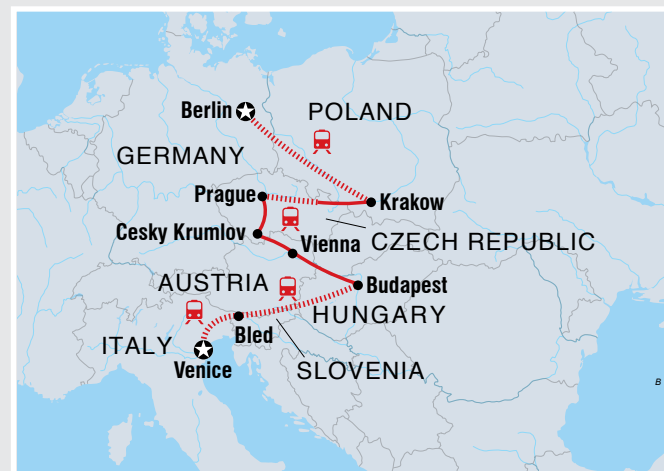 Berlin
POLAND
GERMANY
Prague
Krakow
Cesky Krumlov
Vienna
CZECH REPUBLIC
AUSTRIA
Budapest
HUNGARY
Bled
ITALY
Venice
SLOVENIA
B